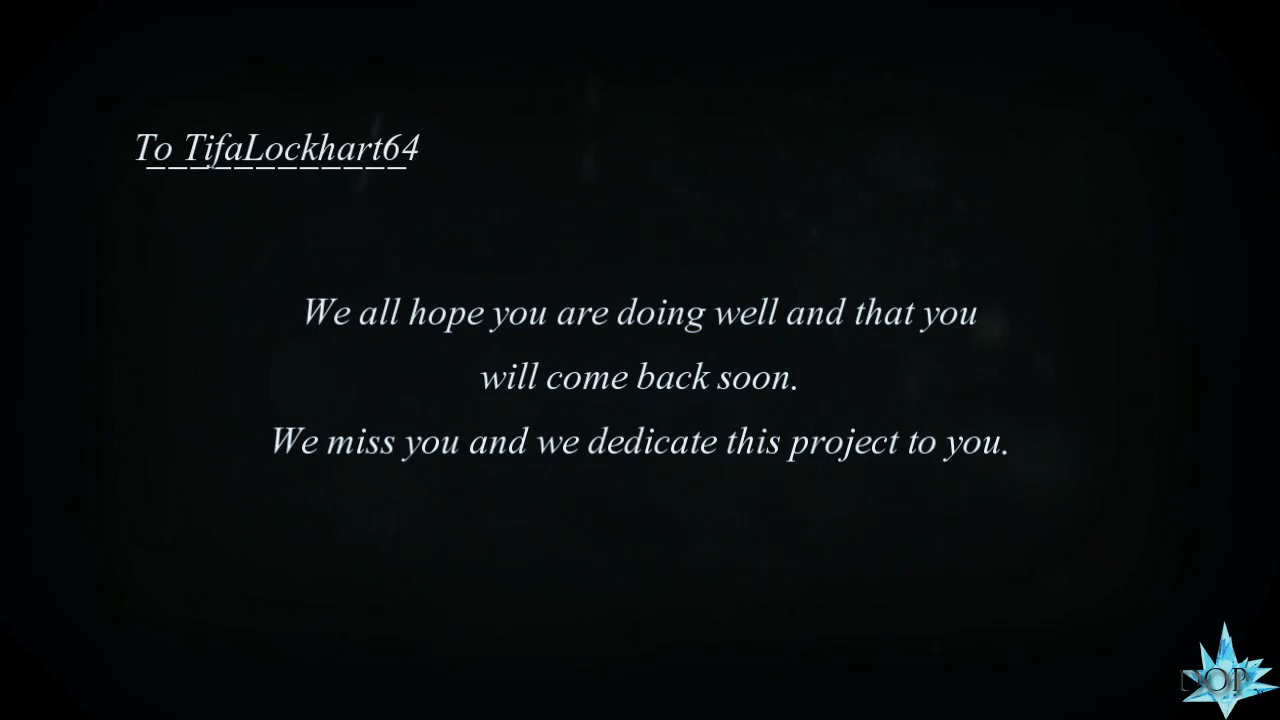 To TifaLockhart64
We all hope you are doing well and that you
will come back soon.
We miss you and we dedicate this project to you.
DOP